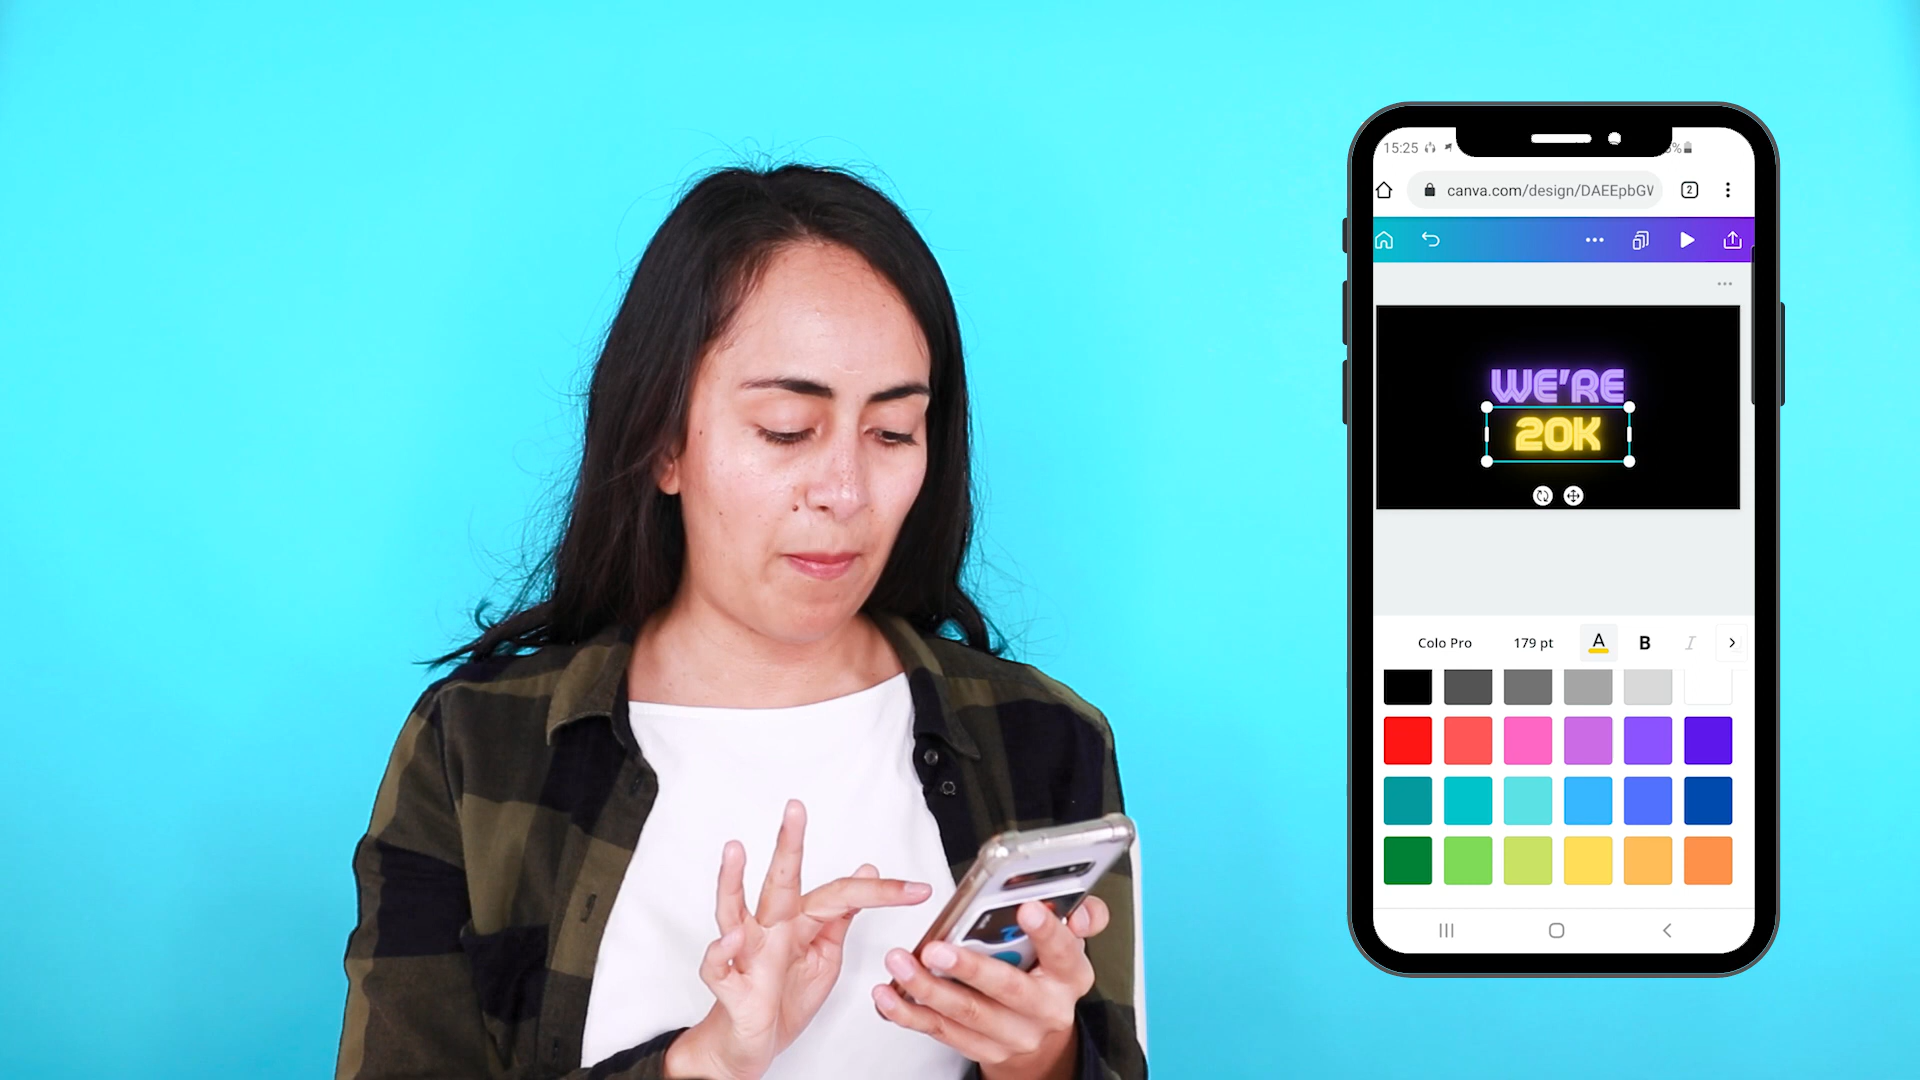 15:25
%
canva.com/design/DAEEpbGV
2
WE'RE
20K
Colo Pro
179 pt
A
B
I